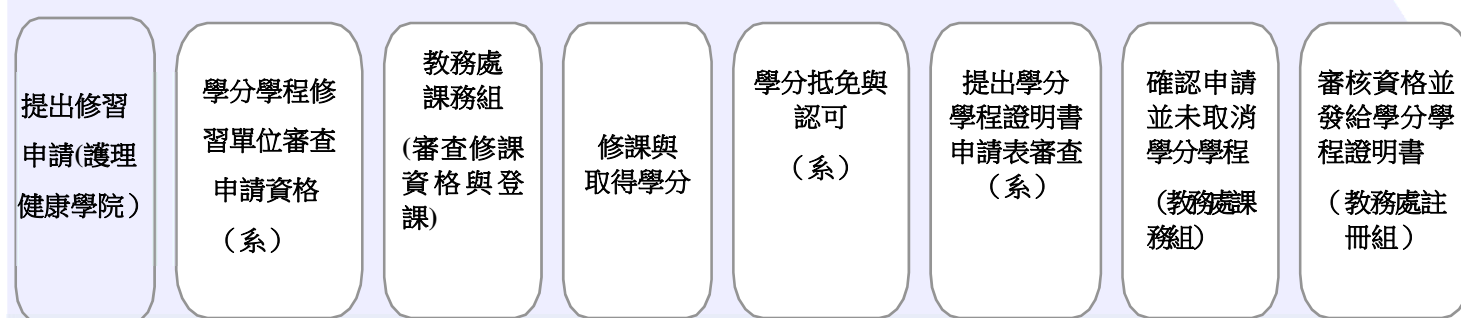 提出修習
申請(護理
健康學院）
學分學程修
習單位審查
申請資格
（系）
教務處
課務組
(審查修課
資格與登
課)
修課與
取得學分
學分抵免與
認可
（系）
提出學分
學程證明書
申請表審查
（系）
確認申請
並未取消
學分學程
（教務處課
務組）
審核資格並
發給學分學
程證明書
（教務處註
冊組）